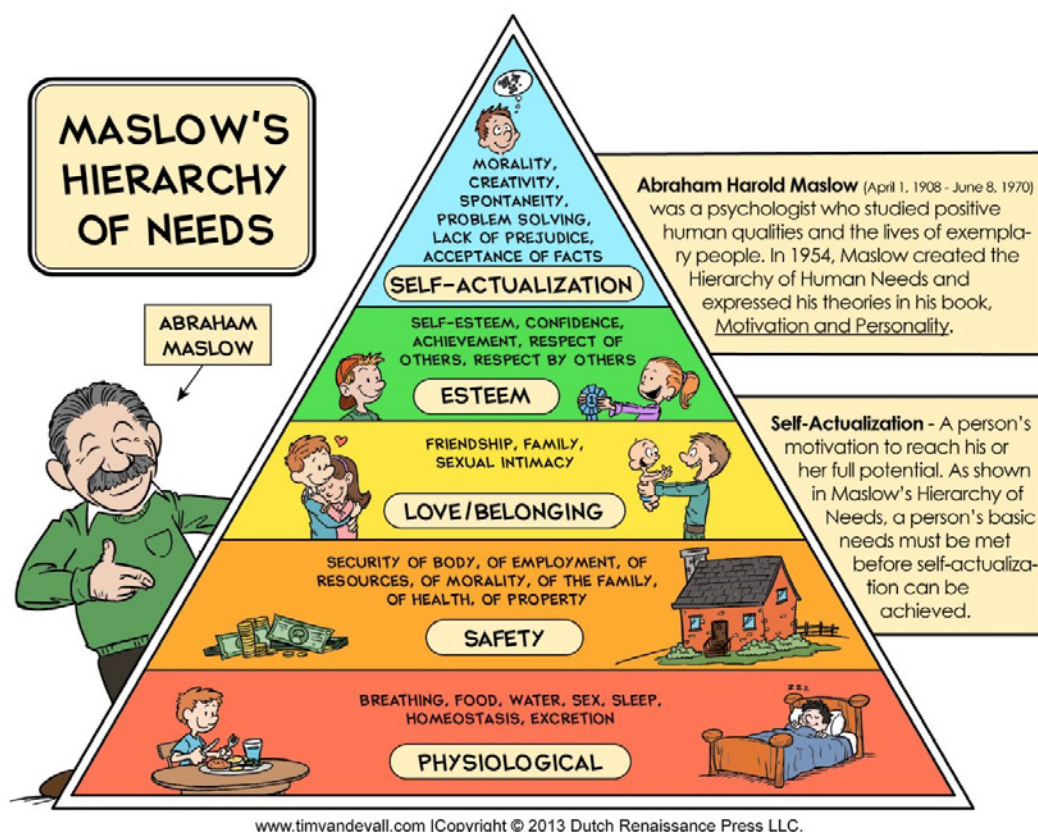 MASLOW'S
HIERARCHY
OF NEEDS
ABRAHAM
MASLOW
MORALITY,
CREATIVITY,
SPONTANEITY,
PROBLEM SOLVING,
LACK OF PREJUDICE,
ACCEPTANCE OF FACTS
SELF-ACTUALIZATION
SELF-ESTEEM, CONFIDENCE,
ACHIEVEMENT, RESPECT OF
OTHERS, RESPECT BY OTHERS
1
ESTEEM
FRIENDSHIP, FAMILY,
SEXUAL INTIMACY
LOVE/BELONGING
SECURITY OF BODY, OF EMPLOYMENT, OF
RESOURCES, OF MORALITY, OF THE FAMILY,
OF HEALTH, OF PROPERTY
SAFETY
BREATHING, FOOD, WATER, SEX, SLEEP,
HOMEOSTASIS, EXCRETION
ZZZ
PHYSIOLOGICAL
Abraham Harold Maslow (April 1, 1908 - June 8, 1970)
was a psychologist who studied positive
human qualities and the lives of exempla-
ry people. In 1954, Maslow created the
Hierarchy of Human Needs and
expressed his theories in his book,
Motivation and Personality.
Self-Actualization - A person's
motivation to reach his or
her full potential. As shown
in Maslow's Hierarchy of
Needs, a person's basic
needs must be met
before self-actualiza-
tion can be
achieved.
www.timvandevall.com |Copyright © 2013 Dutch Renaissance Press LLC.